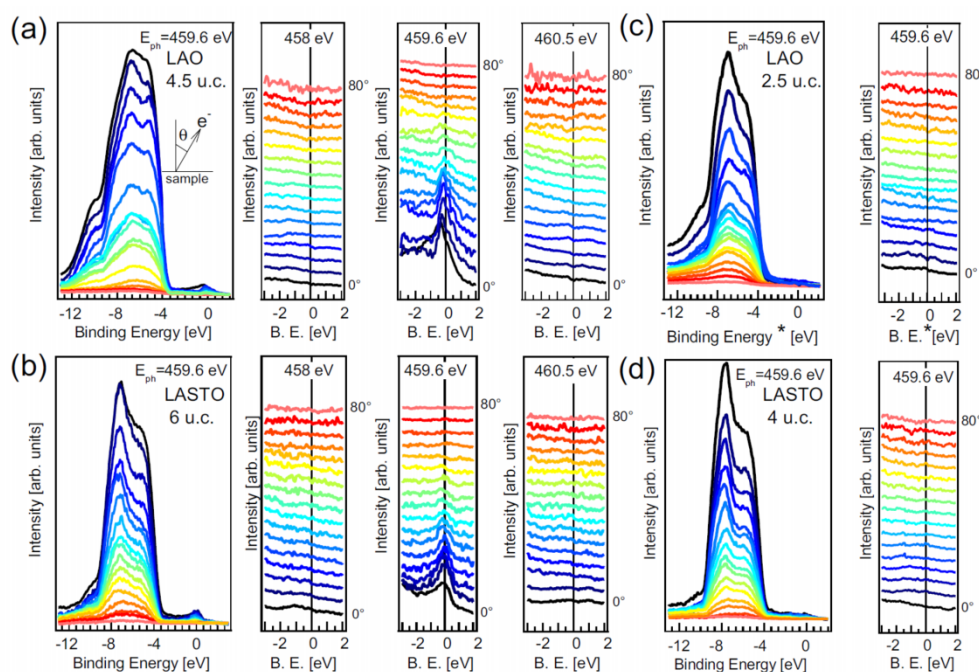 (a)
E_ph=459.6 eV
LAO
4.5 u.c.
θ
e⁻
sample
Intensity [arb. units]
-12 -8 -4 0
Binding Energy [eV]
458 eV
80°
0°
Intensity [arb. units]
-2 0 2
B. E. [eV]
459.6 eV
80°
0°
Intensity [arb. units]
-2 0 2
B. E. [eV]
460.5 eV
80°
0°
Intensity [arb. units]
-2 0 2
B. E. [eV]
(c)
E_ph=459.6 eV
LAO
2.5 u.c.
Intensity [arb. units]
-12 -8 -4 0
Binding Energy * [eV]
459.6 eV
80°
0°
Intensity [arb. units]
-2 0 2
B. E.* [eV]
(b)
E_ph=459.6 eV
LASTO
6 u.c.
Intensity [arb. units]
-12 -8 -4 0
Binding Energy [eV]
458 eV
80°
0°
Intensity [arb. units]
-2 0 2
B. E. [eV]
459.6 eV
80°
0°
Intensity [arb. units]
-2 0 2
B. E. [eV]
460.5 eV
80°
0°
Intensity [arb. units]
-2 0 2
B. E. [eV]
(d)
E_ph=459.6 eV
LASTO
4 u.c.
Intensity [arb. units]
-12 -8 -4 0
Binding Energy [eV]
459.6 eV
80°
0°
Intensity [arb. units]
-2 0 2
B. E. [eV]